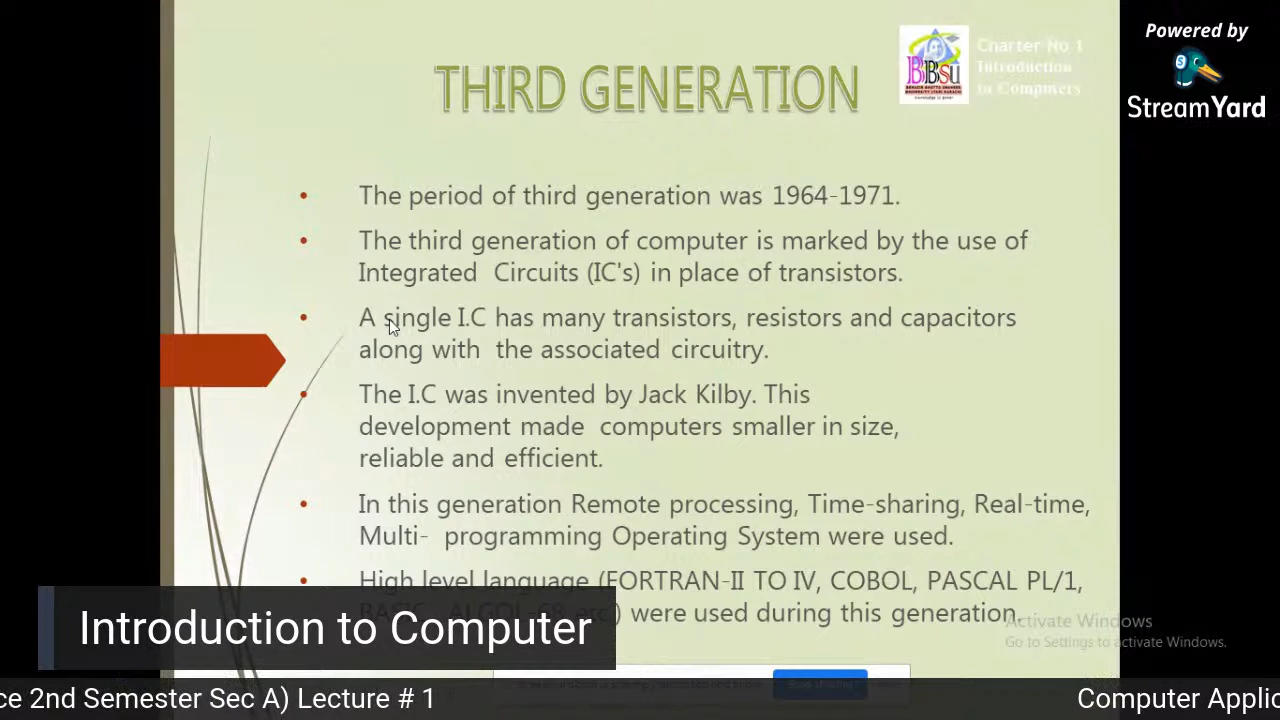 Powered by
StreamYard
BBSU
Charter No 1
Introduction
to Computers
THIRD GENERATION
• The period of third generation was 1964-1971.
• The third generation of computer is marked by the use of
Integrated Circuits (IC's) in place of transistors.
• A single I.C has many transistors, resistors and capacitors
along with the associated circuitry.
• The I.C was invented by Jack Kilby. This
development made computers smaller in size,
reliable and efficient.
• In this generation Remote processing, Time-sharing, Real-time,
Multi- programming Operating System were used.
• High level language (FORTRAN-II TO IV, COBOL, PASCAL PL/1,
BASIC, ALGOL-68 etc.) were used during this generation.
Activate Windows
Go to Settings to activate Windows.
Introduction to Computer
ce 2nd Semester Sec A) Lecture # 1
Computer Applic